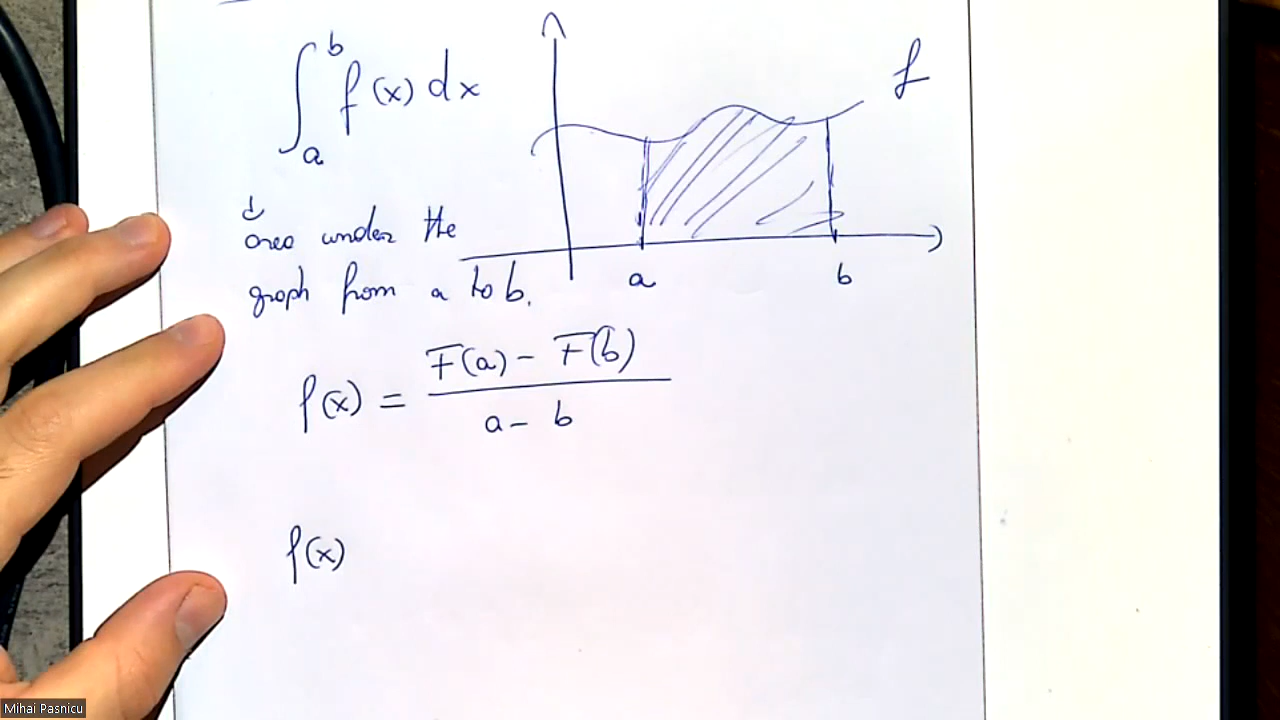 ∫_a^b f(x) dx
f
area under the
graph from a to b.
a b
f(x) = (F(a) - F(b)) / (a - b)
f(x)
Mihai Pasnicu